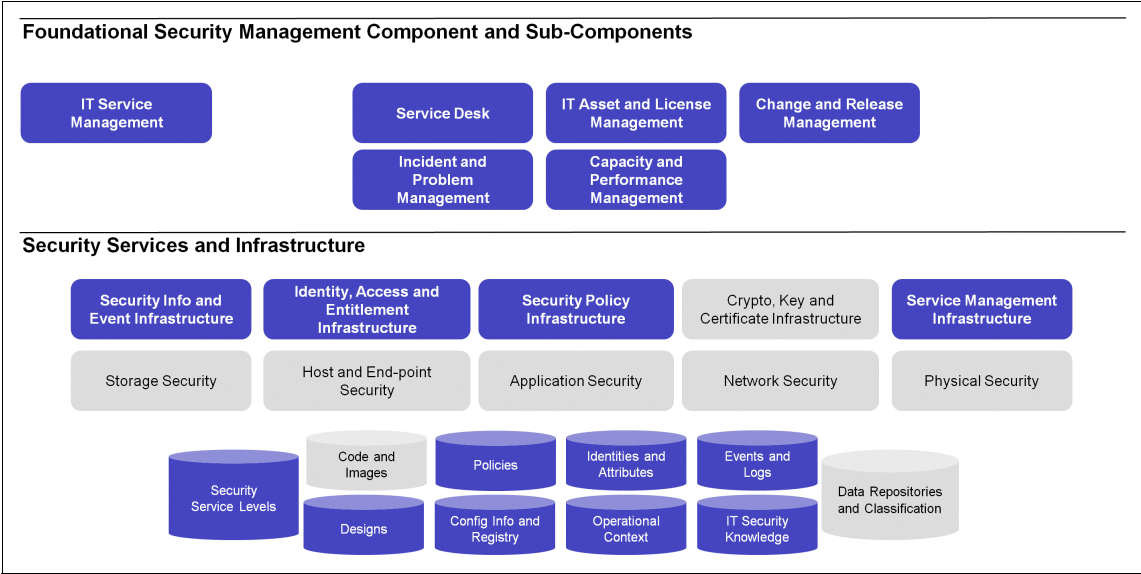 Foundational Security Management Component and Sub-Components
IT Service
Management
Service Desk
IT Asset and License
Management
Change and Release
Management
Incident and
Problem
Management
Capacity and
Performance
Management
Security Services and Infrastructure
Security Info and
Event Infrastructure
Identity, Access and
Entitlement
Infrastructure
Security Policy
Infrastructure
Crypto, Key and
Certificate Infrastructure
Service Management
Infrastructure
Storage Security
Host and End-point
Security
Application Security
Network Security
Physical Security
Security
Service Levels
Code and
Images
Policies
Identities and
Attributes
Events and
Logs
Data Repositories
and Classification
Designs
Config Info and
Registry
Operational
Context
IT Security
Knowledge